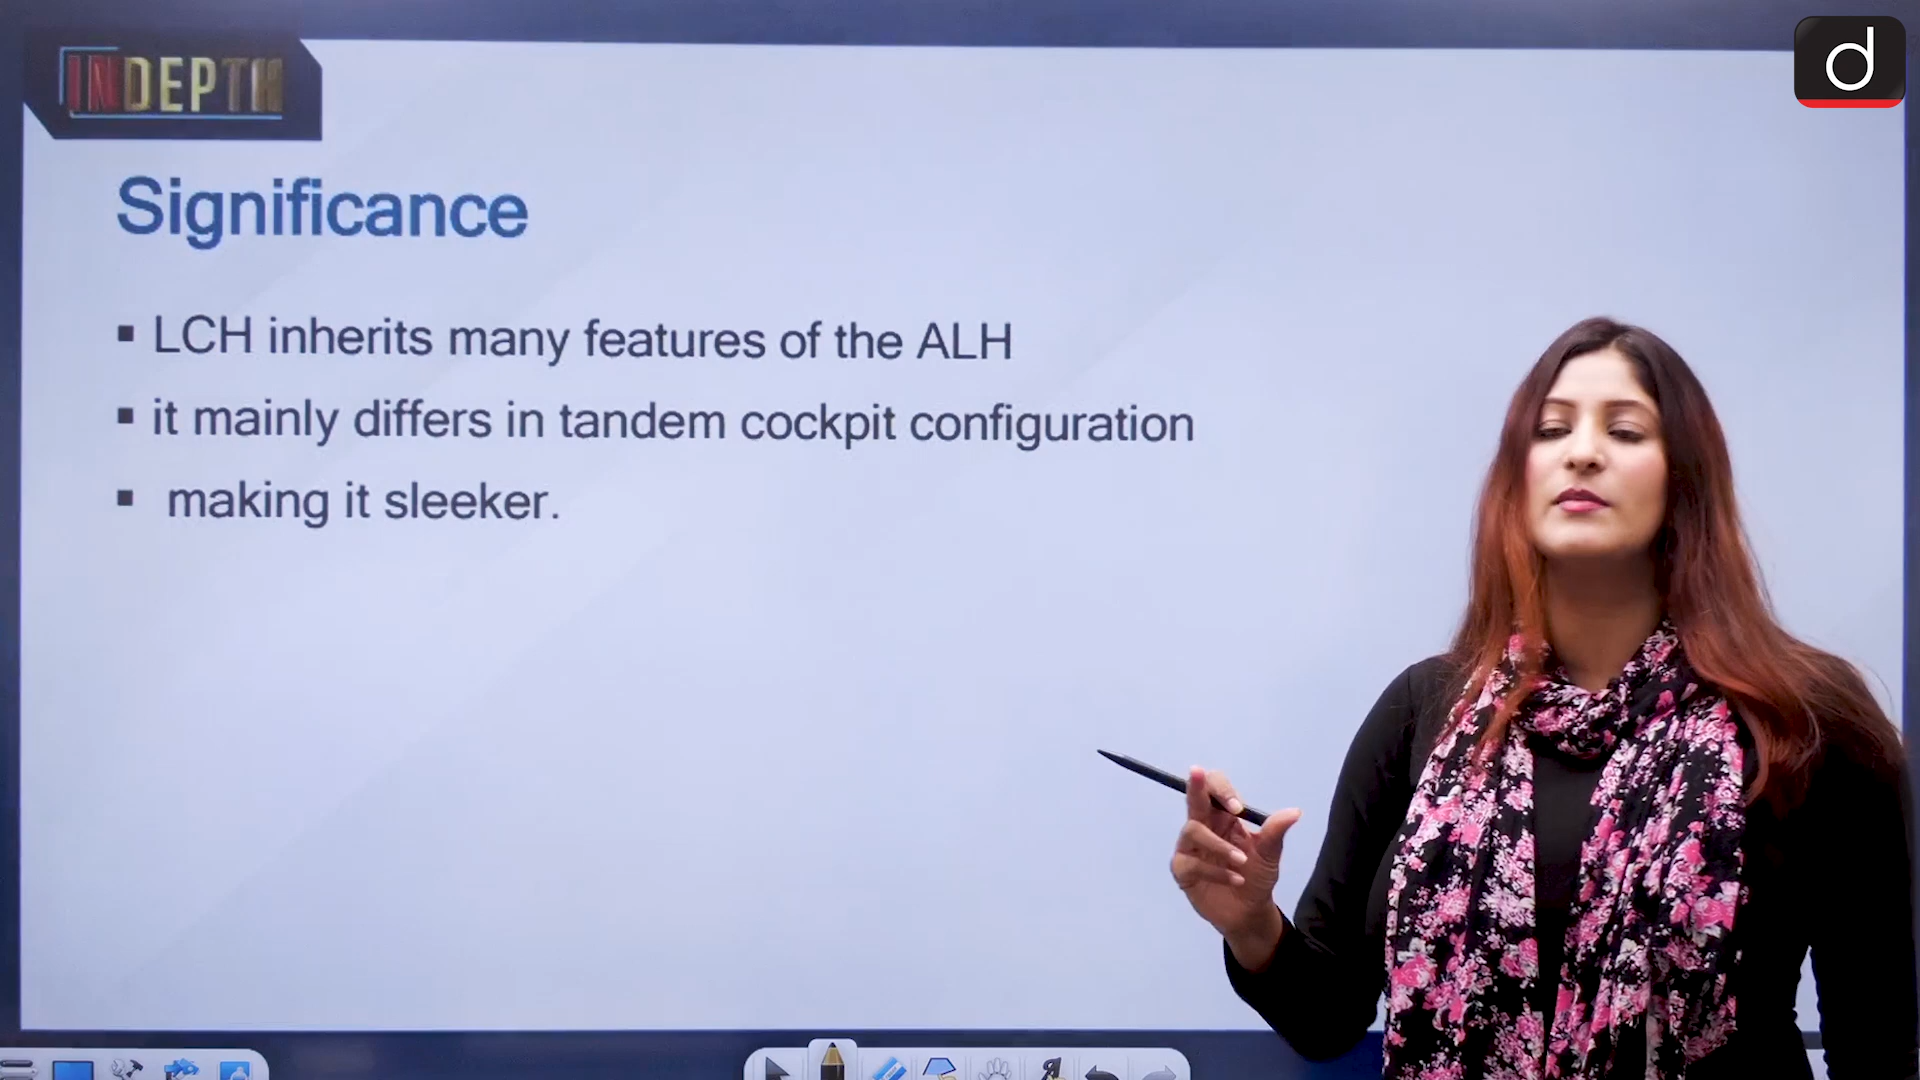 INDEPTH
d
Significance
▪ LCH inherits many features of the ALH
▪ it mainly differs in tandem cockpit configuration
▪ making it sleeker.